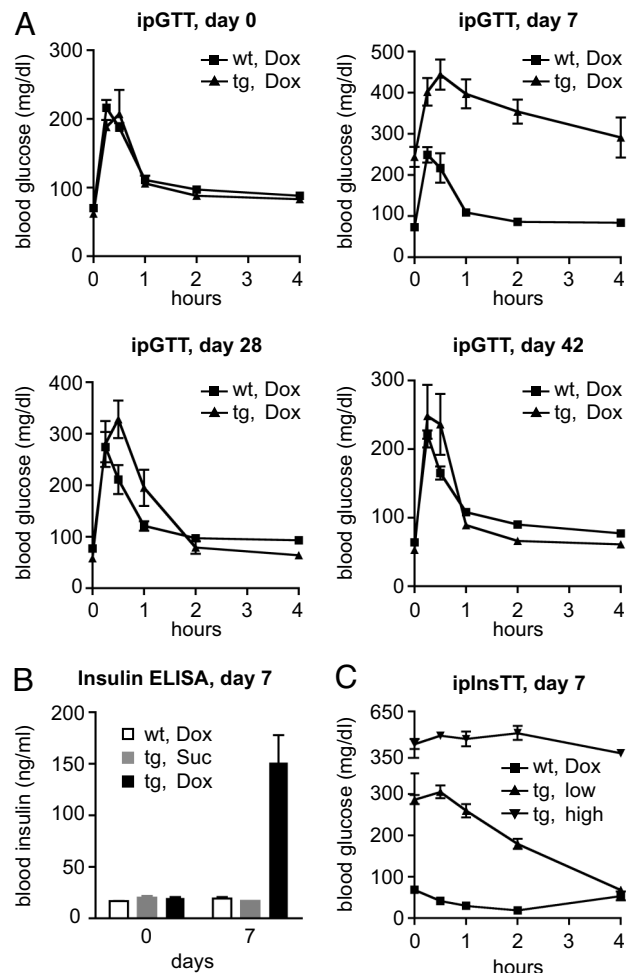 A
ipGTT, day 0
blood glucose (mg/dl)
300
200
100
0
wt, Dox
tg, Dox
0 1 2 3 4
hours
ipGTT, day 7
blood glucose (mg/dl)
500
400
300
200
100
0
wt, Dox
tg, Dox
0 1 2 3 4
hours
ipGTT, day 28
blood glucose (mg/dl)
400
300
200
100
0
wt, Dox
tg, Dox
0 1 2 3 4
hours
ipGTT, day 42
blood glucose (mg/dl)
300
200
100
0
wt, Dox
tg, Dox
0 1 2 3 4
hours
B
Insulin ELISA, day 7
blood insulin (ng/ml)
200
150
100
50
0
wt, Dox
tg, Suc
tg, Dox
0 7
days
C
ipInsTT, day 7
blood glucose (mg/dl)
650
350
300
200
100
0
wt, Dox
tg, low
tg, high
0 1 2 3 4
hours